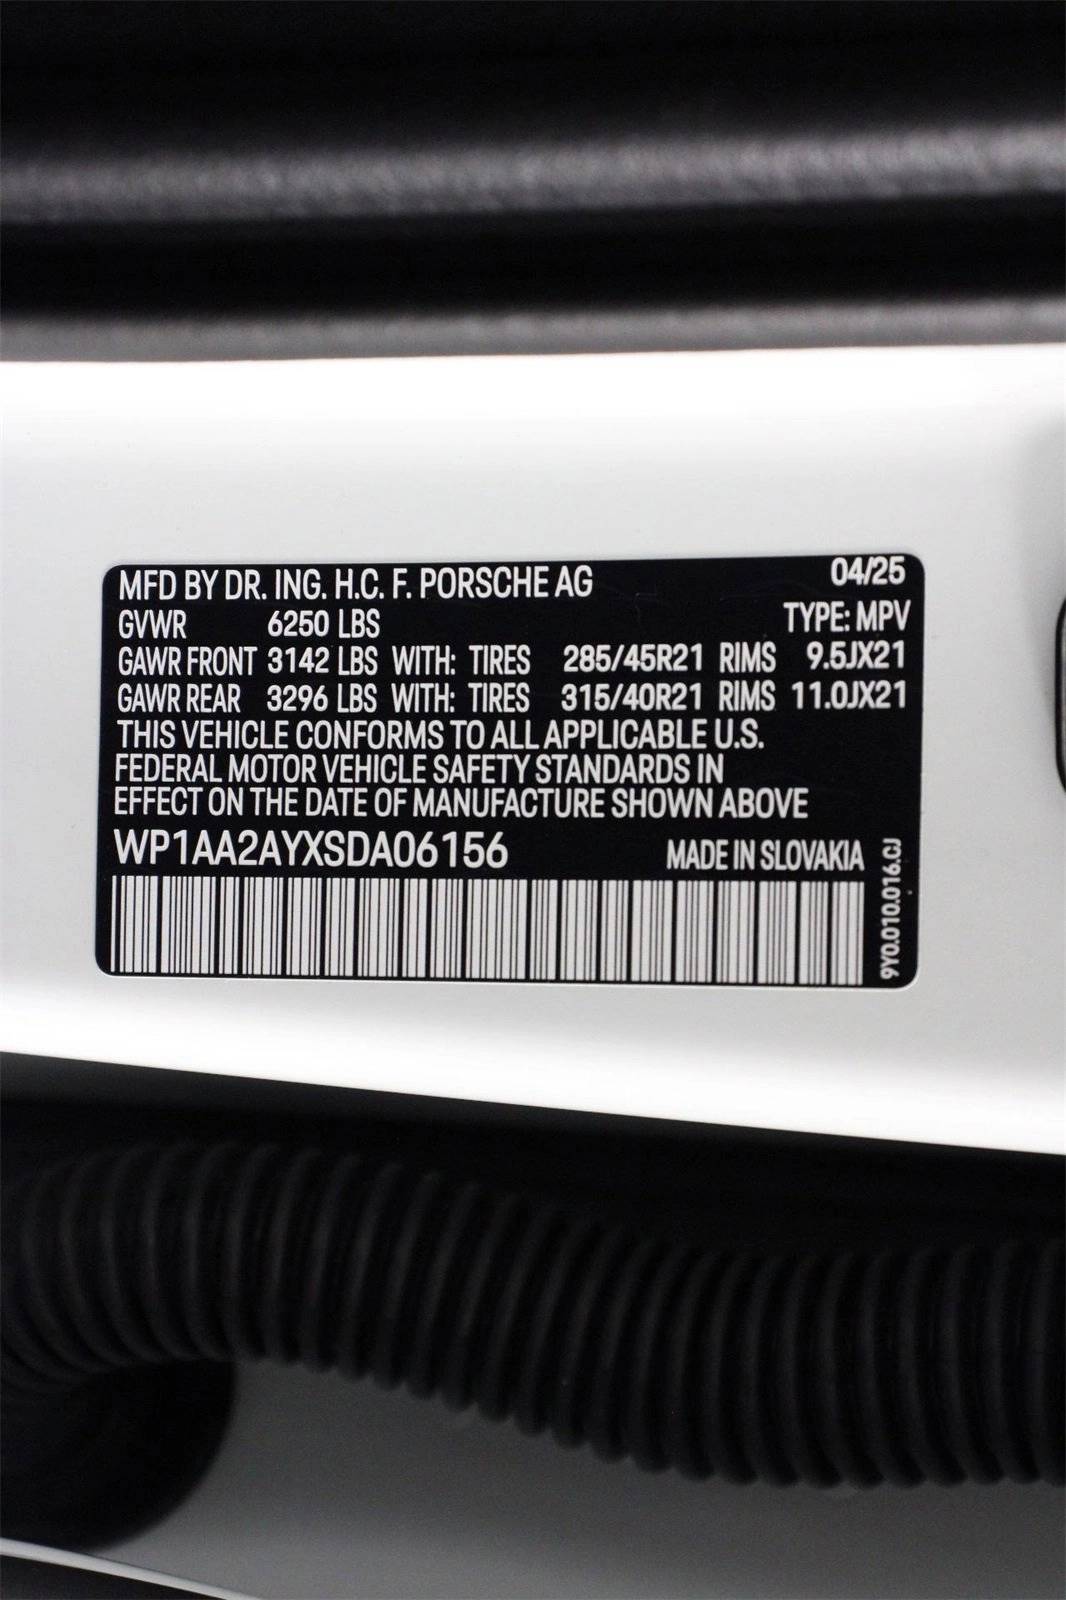 MFD BY DR. ING. H.C. F. PORSCHE AG 04/25
GVWR 6250 LBS TYPE: MPV
GAWR FRONT 3142 LBS WITH: TIRES 285/45R21 RIMS 9.5JX21
GAWR REAR 3296 LBS WITH: TIRES 315/40R21 RIMS 11.0JX21
THIS VEHICLE CONFORMS TO ALL APPLICABLE U.S.
FEDERAL MOTOR VEHICLE SAFETY STANDARDS IN
EFFECT ON THE DATE OF MANUFACTURE SHOWN ABOVE
WP1AA2AYXSDA06156 MADE IN SLOVAKIA
9Y0.010.016.CJ